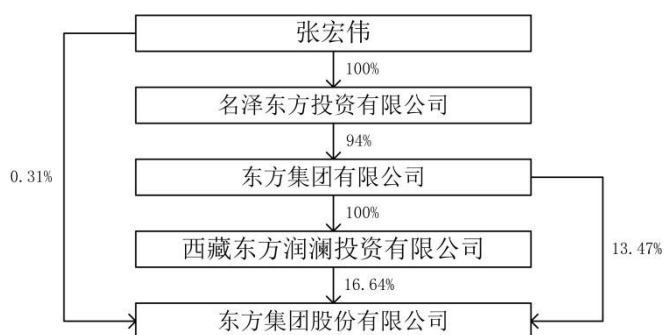 张宏伟
100%
名泽东方投资有限公司
94%
0.31%
东方集团有限公司
100%
西藏东方润澜投资有限公司
13.47%
16.64%
东方集团股份有限公司